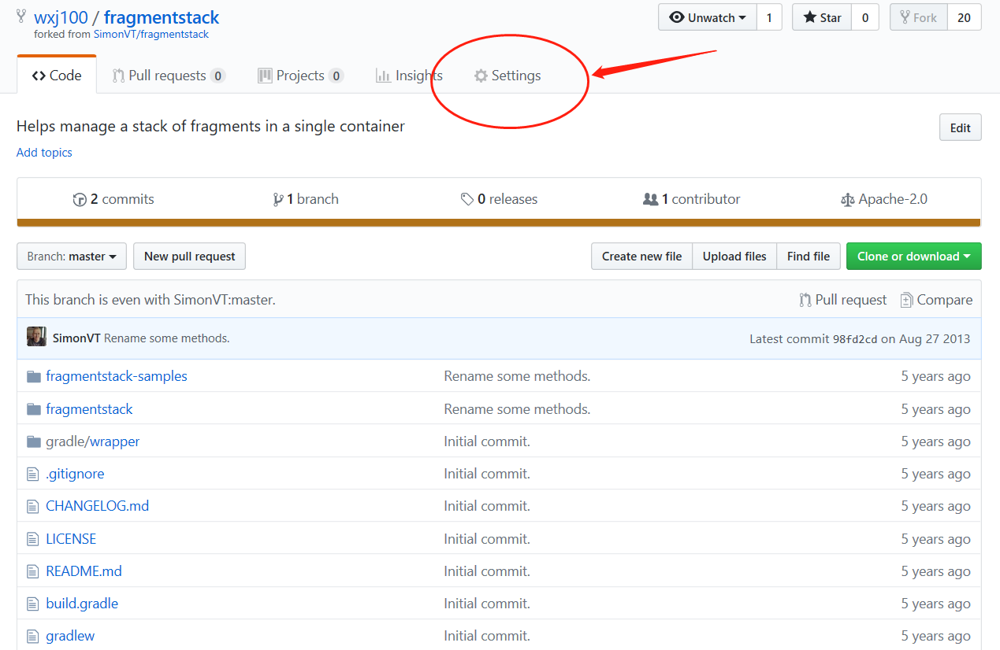 wxj100 / fragmentstack
Unwatch 1 Star 0 Fork 20
forked from SimonVT/fragmentstack
Code Pull requests 0 Projects 0 Insights Settings
Helps manage a stack of fragments in a single container
Edit
Add topics
2 commits 1 branch 0 releases 1 contributor Apache-2.0
Branch: master New pull request Create new file Upload files Find file Clone or download
This branch is even with SimonVT:master. Pull request Compare
SimonVT Rename some methods. Latest commit 98fd2cd on Aug 27 2013
fragmentstack-samples Rename some methods. 5 years ago
fragmentstack Rename some methods. 5 years ago
gradle/wrapper Initial commit. 5 years ago
.gitignore Initial commit. 5 years ago
CHANGELOG.md Initial commit. 5 years ago
LICENSE Initial commit. 5 years ago
README.md Initial commit. 5 years ago
build.gradle Initial commit. 5 years ago
gradlew Initial commit. 5 years ago